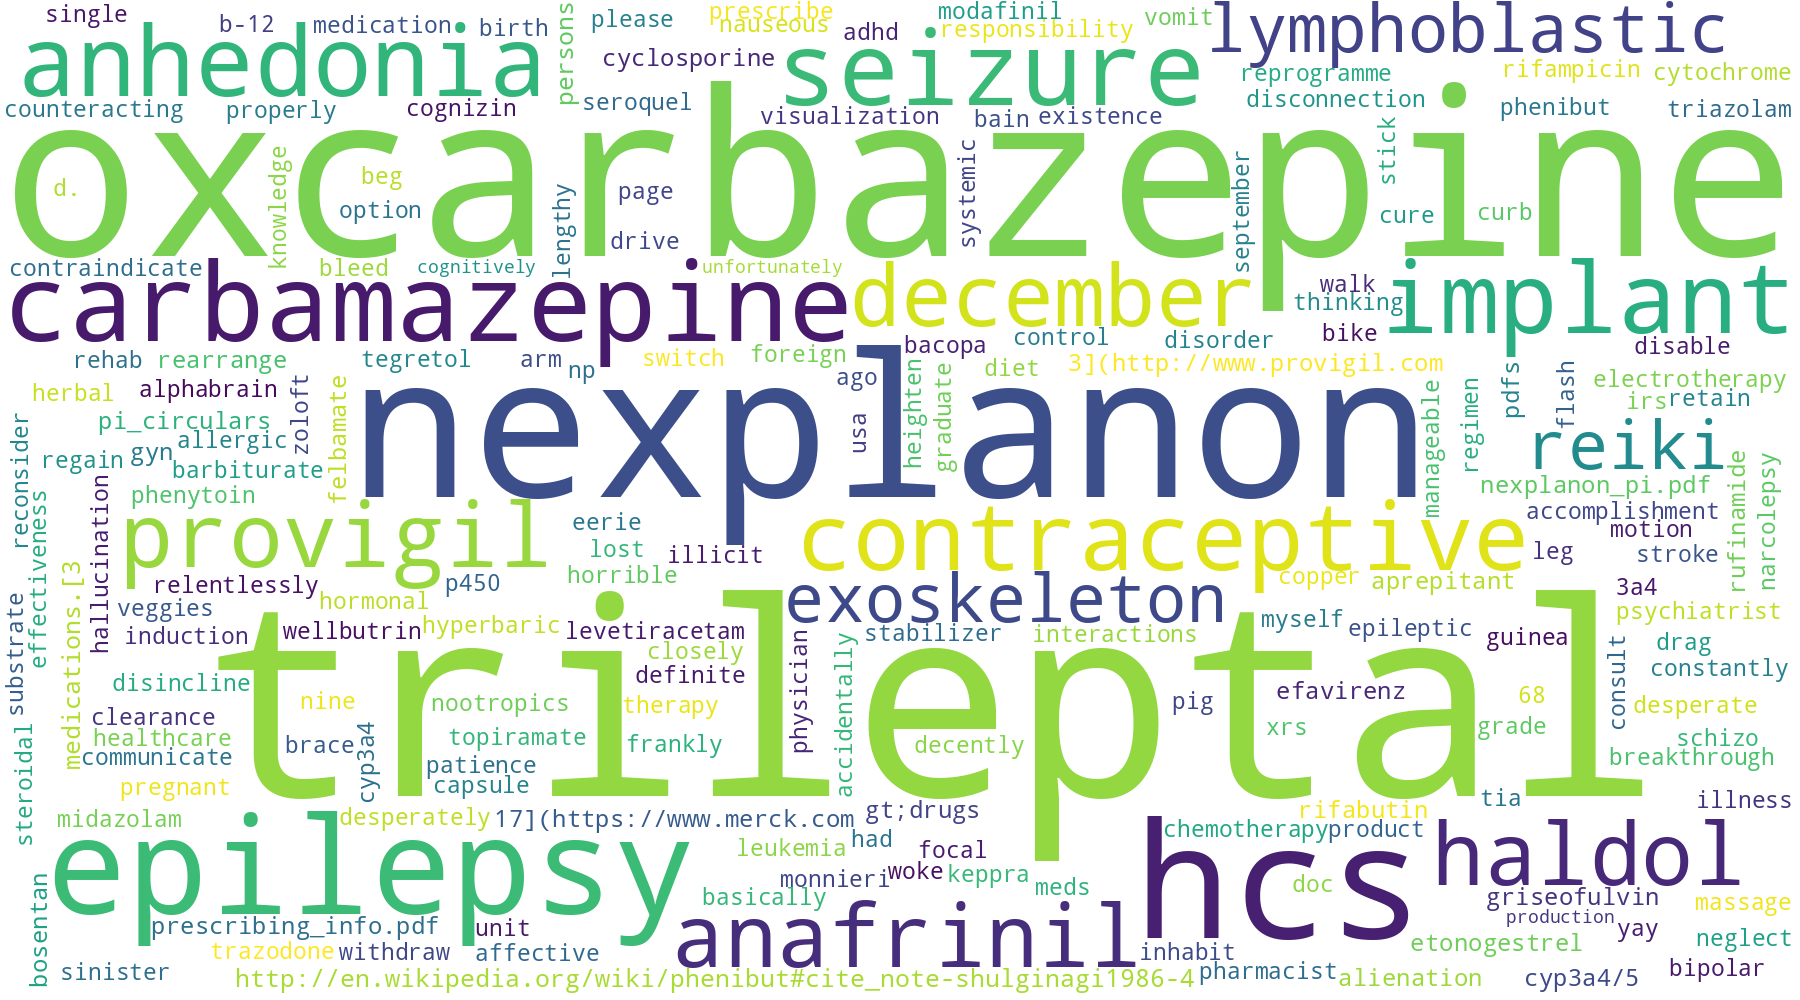 single
b-12
medication
birth
persons
please
prescribe
nauseous
adhd
modafinil
responsibility
vomit
lymphoblastic
anhedonia
cyclosporine
seizure
reprogramme
rifampicin
cytochrome
counteracting
properly
cognizin
seroquel
visualization
bain
existence
disconnection
phenibut
triazolam
oxcarbazepine
d.
knowledge
beg
option
lengthy
page
drive
systemic
september
stick
cure
curb
contraindicate
bleed
cognitively
unfortunately
carbamazepine
december
walk
thinking
bike
implant
control
disorder
bacopa
disable
rehab
rearrange
tegretol
arm
np
switch
foreign
ago
diet
3](http://www.provigil.com
herbal
alphabrain
zoloft
felbamate
nexplanon
usa
heighten
graduate
manageable
regimen
pdfs
flash
electrotherapy
irs
retain
pi_circulars
allergic
gyn
regain
barbiturate
reconsider
reiki
phenytoin
nexplanon_pi.pdf
rufinamide
narcolepsy
effectiveness
hallucination
provigil
eerie
lost
illicit
contraceptive
accomplishment
motion
leg
stroke
medications.[3
relentlessly
p450
horrible
exoskeleton
copper
aprepitant
3a4
substrate
veggies
hormonal
induction
wellbutrin
hyperbaric
levetiracetam
closely
definite
physician
accidentally
stabilizer
interactions
myself
epileptic
guinea
psychiatrist
consult
drag
constantly
trileptal
disincline
nine
nootropics
therapy
pig
efavirenz
68
desperate
clearance
healthcare
communicate
brace
cyp3a4
topiramate
frankly
decently
xrs
grade
schizo
breakthrough
steroidal
patience
capsule
pregnant
tia
illness
midazolam
desperately
17](https://www.merck.com
gt;drugs
rifabutin
epilepsy
leukemia
had
focal
chemotherapy
product
hcs
haldol
monnieri
woke
keppra
meds
doc
basically
griseofulvin
production
massage
bosentan
prescribing_info.pdf
unit
anafrinil
yay
trazodone
withdraw
affective
inhabit
etonogestrel
neglect
sinister
http://en.wikipedia.org/wiki/phenibut#cite_note-shulginagi1986-4
pharmacist
alienation
cyp3a4/5
bipolar